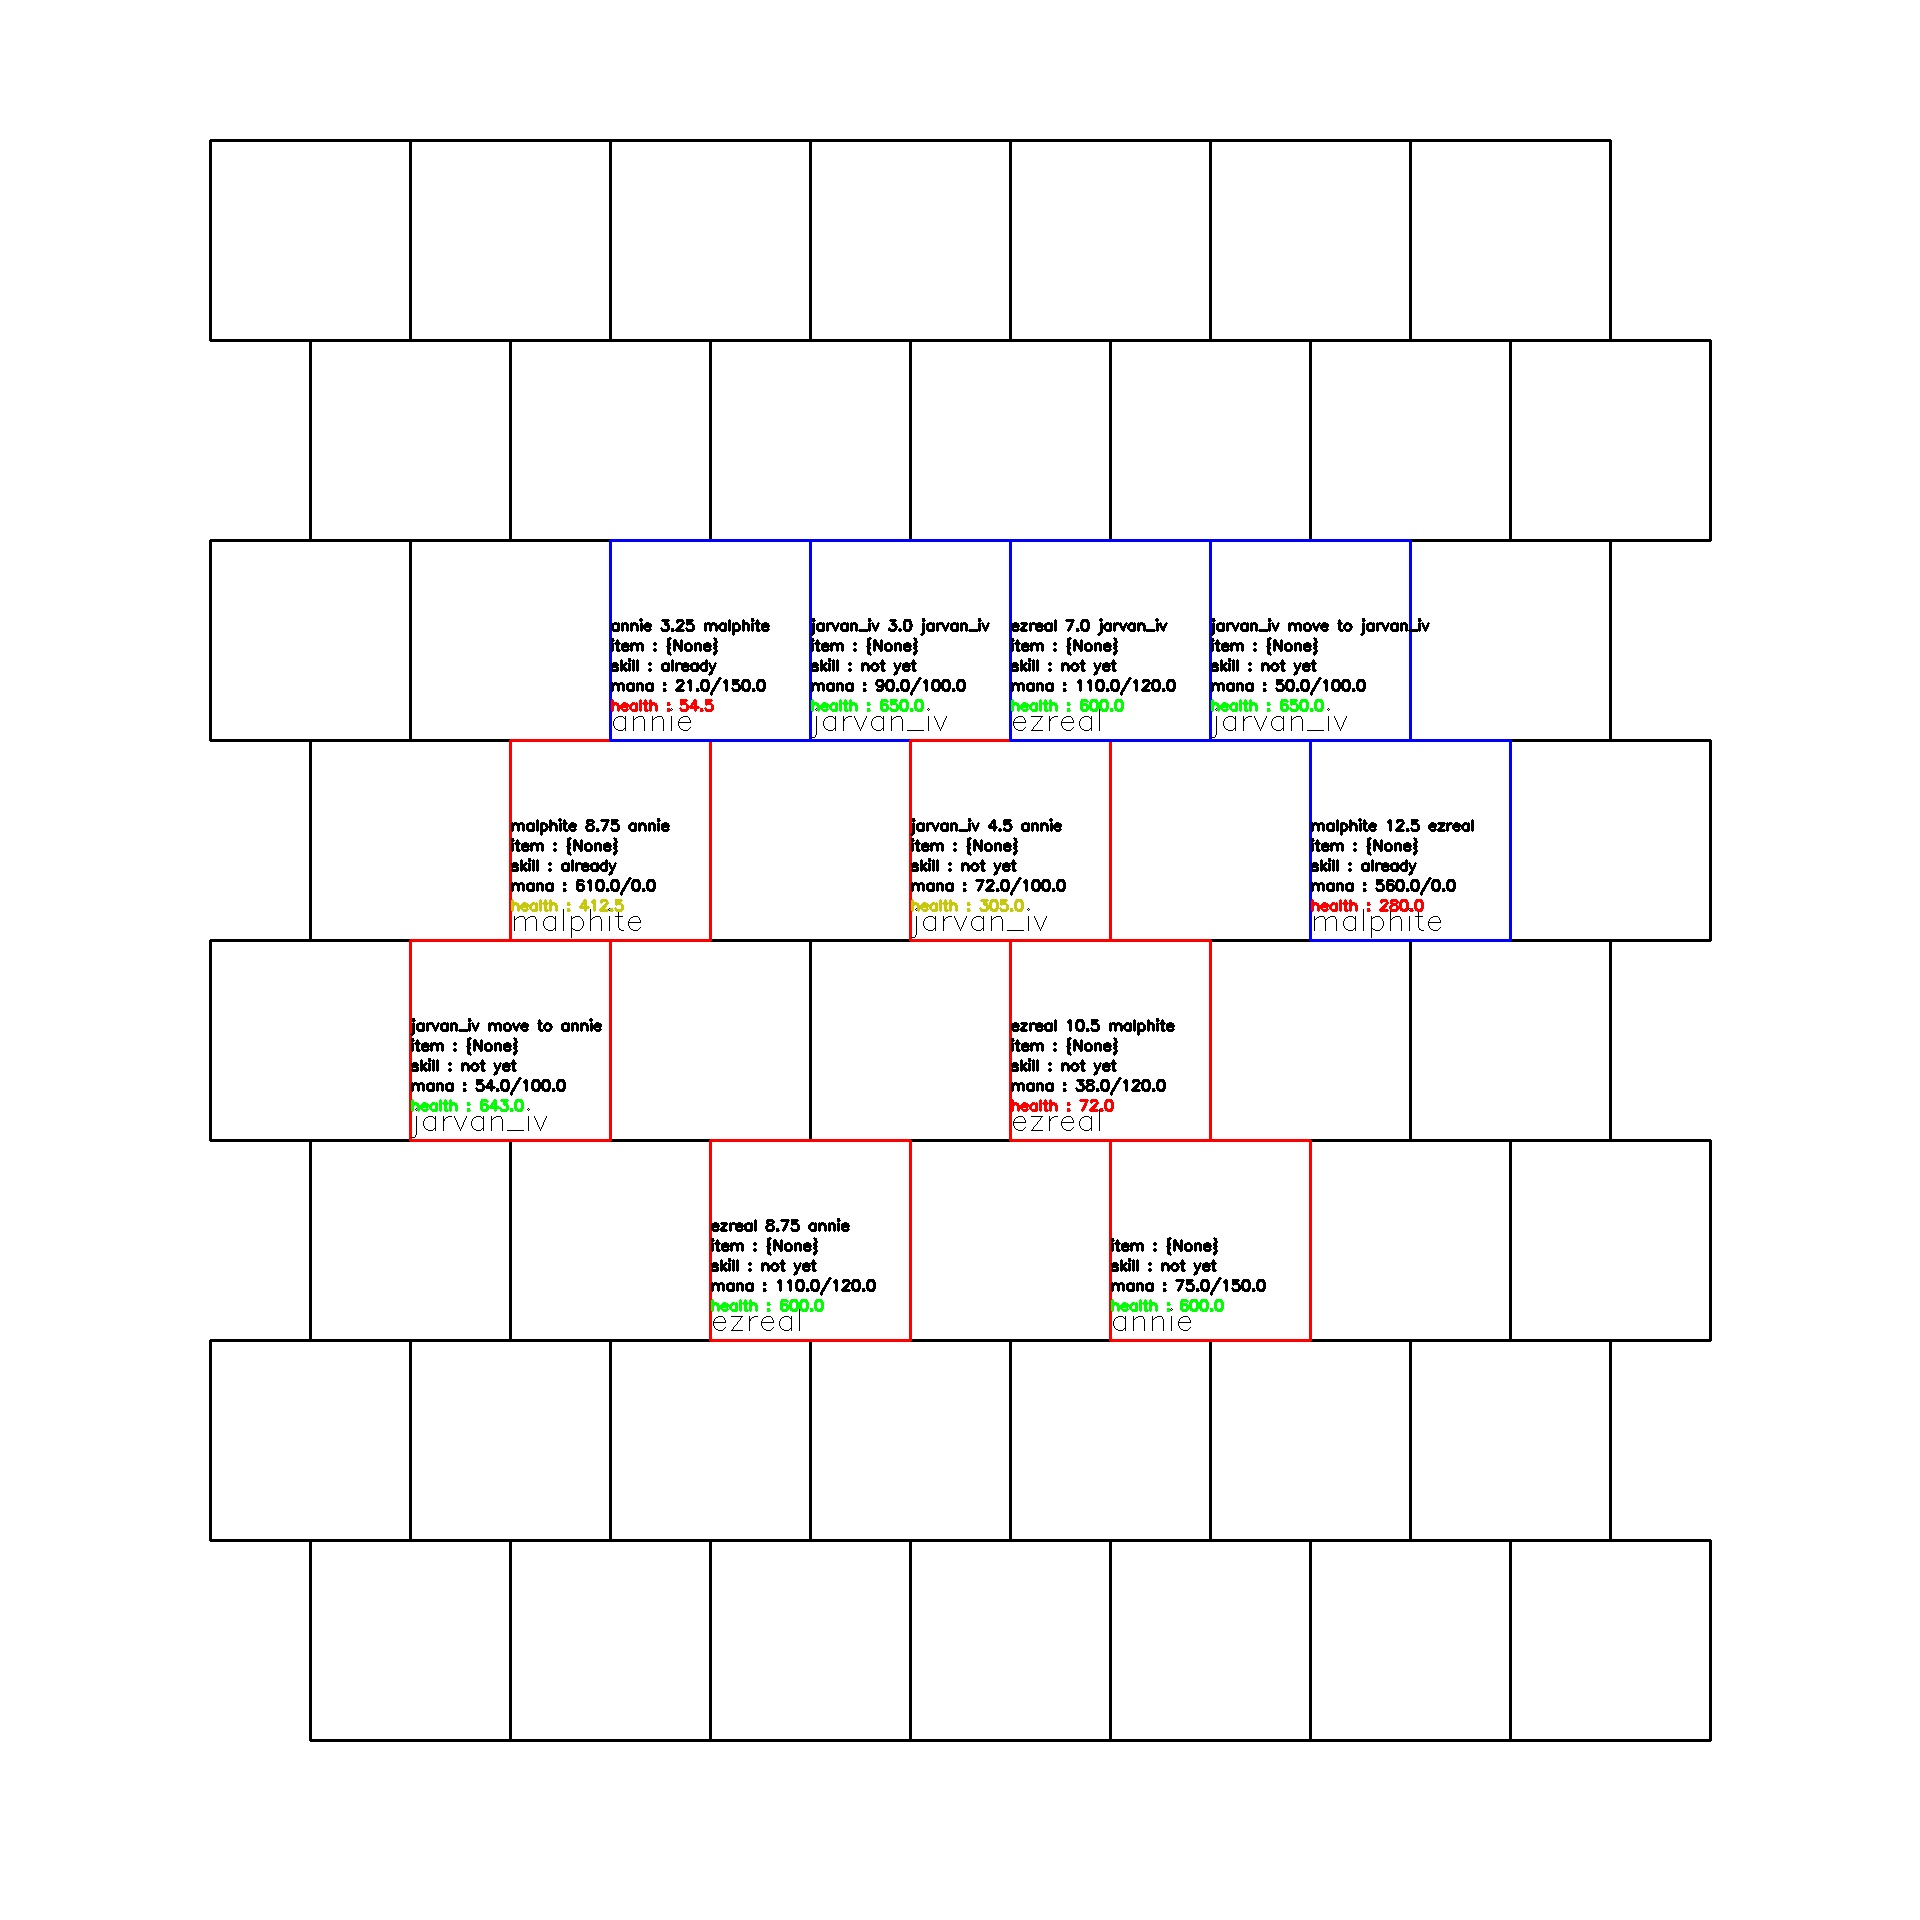 annie 3.25 malphite
item : {None}
skill : already
mana : 21.0/150.0
health : 54.5
annie
jarvan_iv 3.0 jarvan_iv
item : {None}
skill : not yet
mana : 90.0/100.0
health : 650.0
jarvan_iv
ezreal 7.0 jarvan_iv
item : {None}
skill : not yet
mana : 110.0/120.0
health : 600.0
ezreal
jarvan_iv move to jarvan_iv
item : {None}
skill : not yet
mana : 50.0/100.0
health : 650.0
jarvan_iv
malphite 8.75 annie
item : {None}
skill : already
mana : 610.0/0.0
health : 412.5
malphite
jarvan_iv 4.5 annie
item : {None}
skill : not yet
mana : 72.0/100.0
health : 305.0
jarvan_iv
malphite 12.5 ezreal
item : {None}
skill : already
mana : 560.0/0.0
health : 280.0
malphite
jarvan_iv move to annie
item : {None}
skill : not yet
mana : 54.0/100.0
health : 643.0
jarvan_iv
ezreal 10.5 malphite
item : {None}
skill : not yet
mana : 38.0/120.0
health : 72.0
ezreal
ezreal 8.75 annie
item : {None}
skill : not yet
mana : 110.0/120.0
health : 600.0
ezreal
item : {None}
skill : not yet
mana : 75.0/150.0
health : 600.0
annie